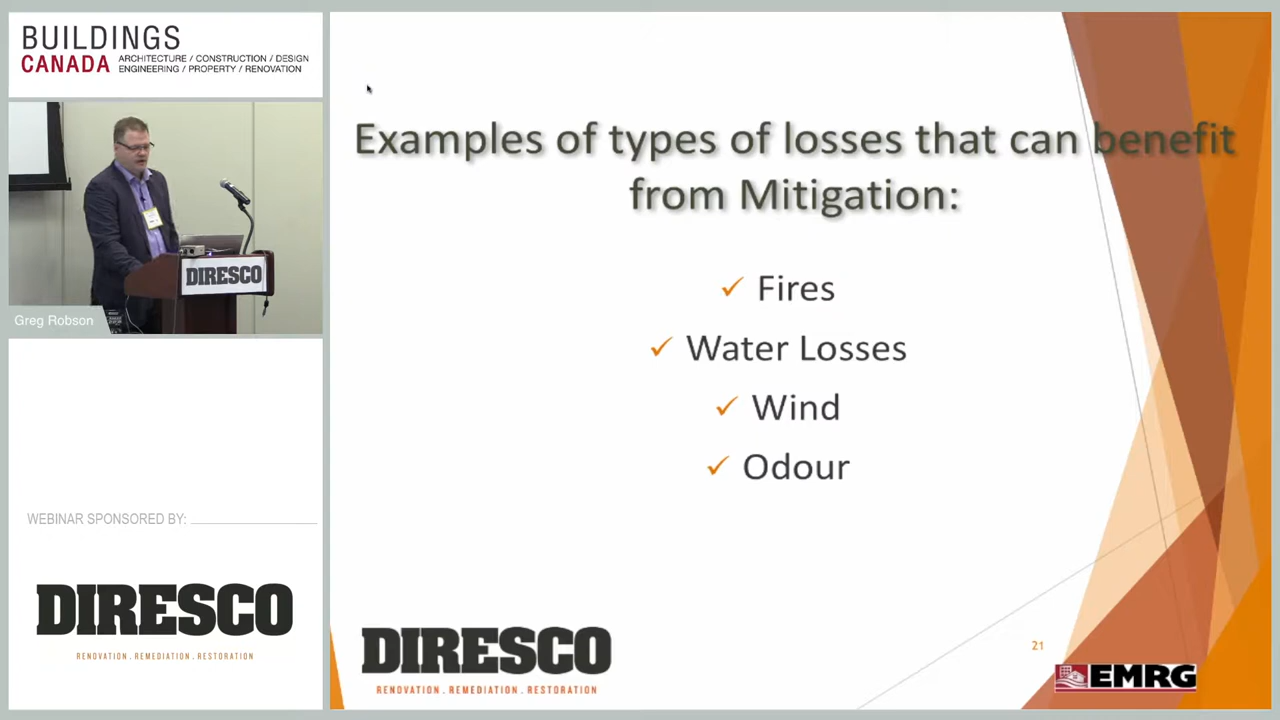 BUILDINGS
CANADA
ARCHITECTURE / CONSTRUCTION / DESIGN
ENGINEERING / PROPERTY / RENOVATION
DIRESCO
Greg Robson
WEBINAR SPONSORED BY:
DIRESCO
RENOVATION . REMEDIATION . RESTORATION
Examples of types of losses that can benefit
from Mitigation:
✓ Fires
✓ Water Losses
✓ Wind
✓ Odour
DIRESCO
RENOVATION . REMEDIATION . RESTORATION
21
EMRG